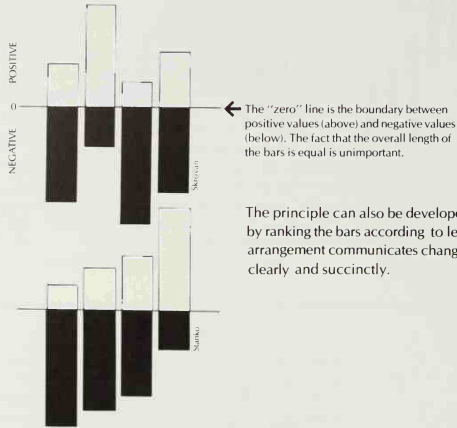 POSITIVE
0
NEGATIVE
Skrowan
The "zero" line is the boundary between
positive values (above) and negative values
(below). The fact that the overall length of
the bars is equal is unimportant.
The principle can also be develope
by ranking the bars according to le
arrangement communicates chang
clearly and succinctly.
Stanko